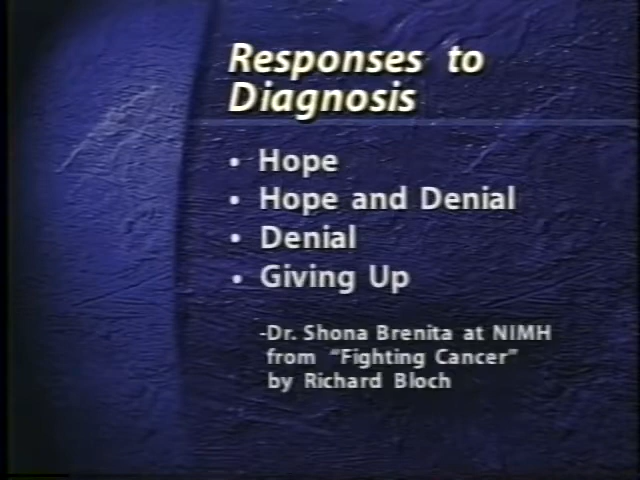 Responses to
Diagnosis
• Hope
• Hope and Denial
• Denial
• Giving Up
-Dr. Shona Brenita at NIMH
from "Fighting Cancer"
by Richard Bloch